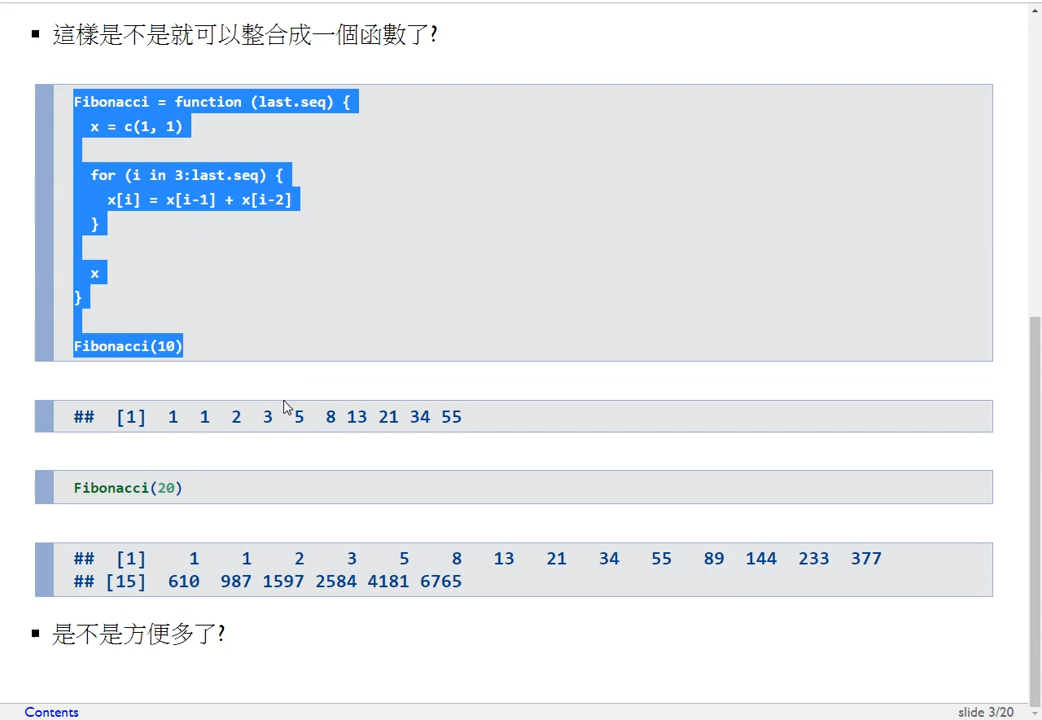 ▪ 這樣是不是就可以整合成一個函數了?
Fibonacci = function (last.seq) {
  x = c(1, 1)
  for (i in 3:last.seq) {
    x[i] = x[i-1] + x[i-2]
  }
  x
}
Fibonacci(10)
##  [1]  1  1  2  3  5  8 13 21 34 55
Fibonacci(20)
##  [1]    1    1    2    3    5    8   13   21   34   55   89  144  233  377
## [15]  610  987 1597 2584 4181 6765
▪ 是不是方便多了?
Contents
slide 3/20